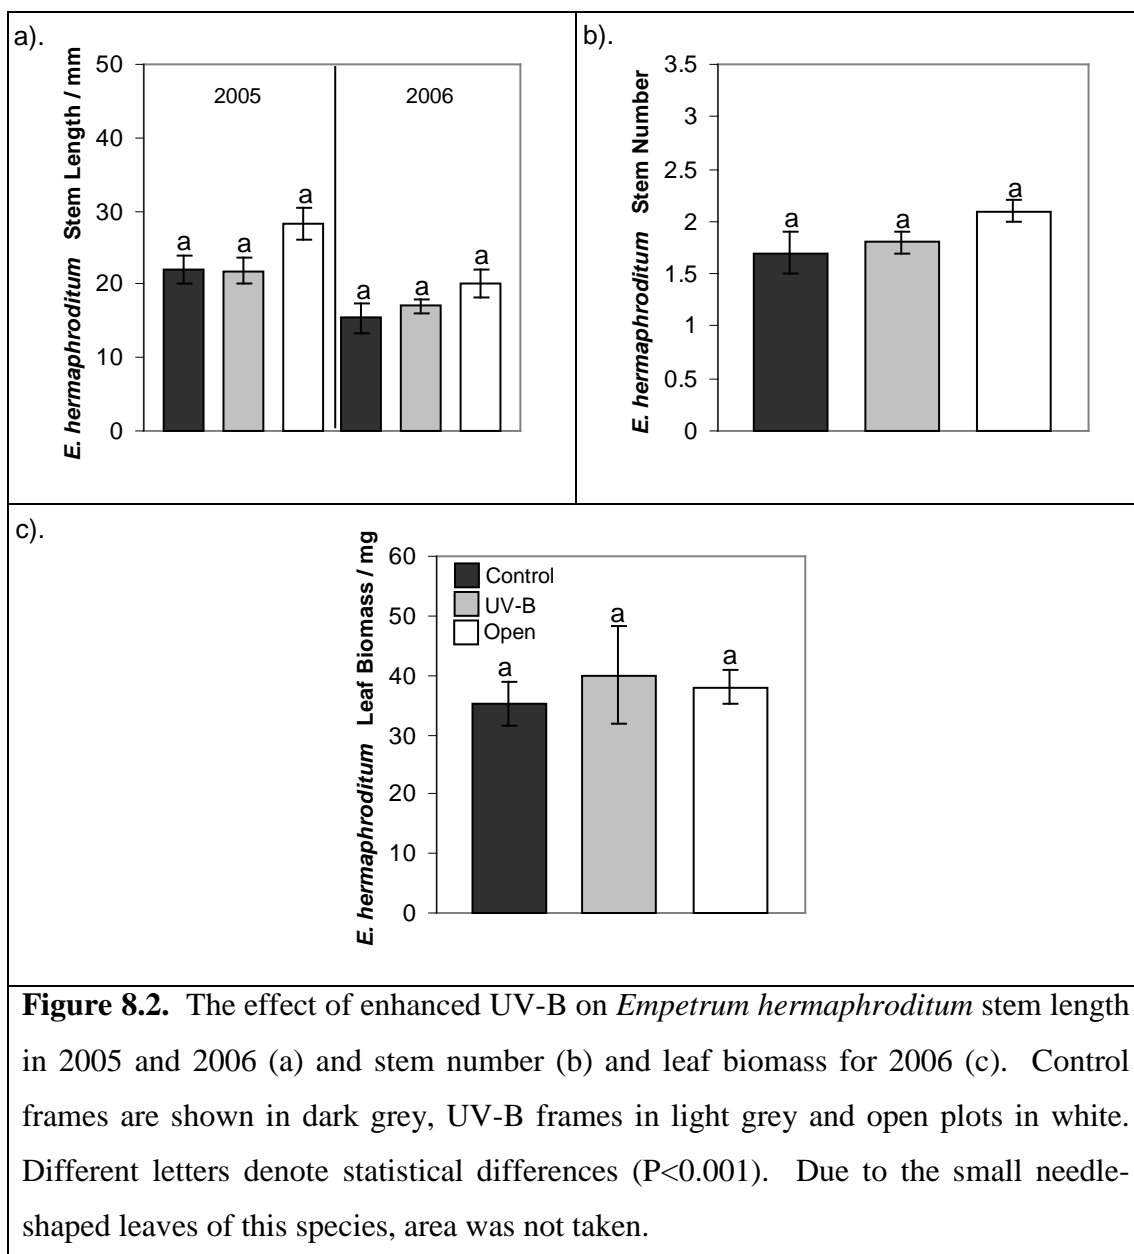 a).
E. hermaphroditum Stem Length / mm
50
40
30
20
10
0
2005
2006
a
a
a
a
a
a
b).
E. hermaphroditum Stem Number
3.5
3
2.5
2
1.5
1
0.5
0
a
a
a
c).
E. hermaphroditum Leaf Biomass / mg
60
50
40
30
20
10
0
Control
UV-B
Open
a
a
a
Figure 8.2. The effect of enhanced UV-B on Empetrum hermaphroditum stem length
in 2005 and 2006 (a) and stem number (b) and leaf biomass for 2006 (c). Control
frames are shown in dark grey, UV-B frames in light grey and open plots in white.
Different letters denote statistical differences (P<0.001). Due to the small needle-
shaped leaves of this species, area was not taken.